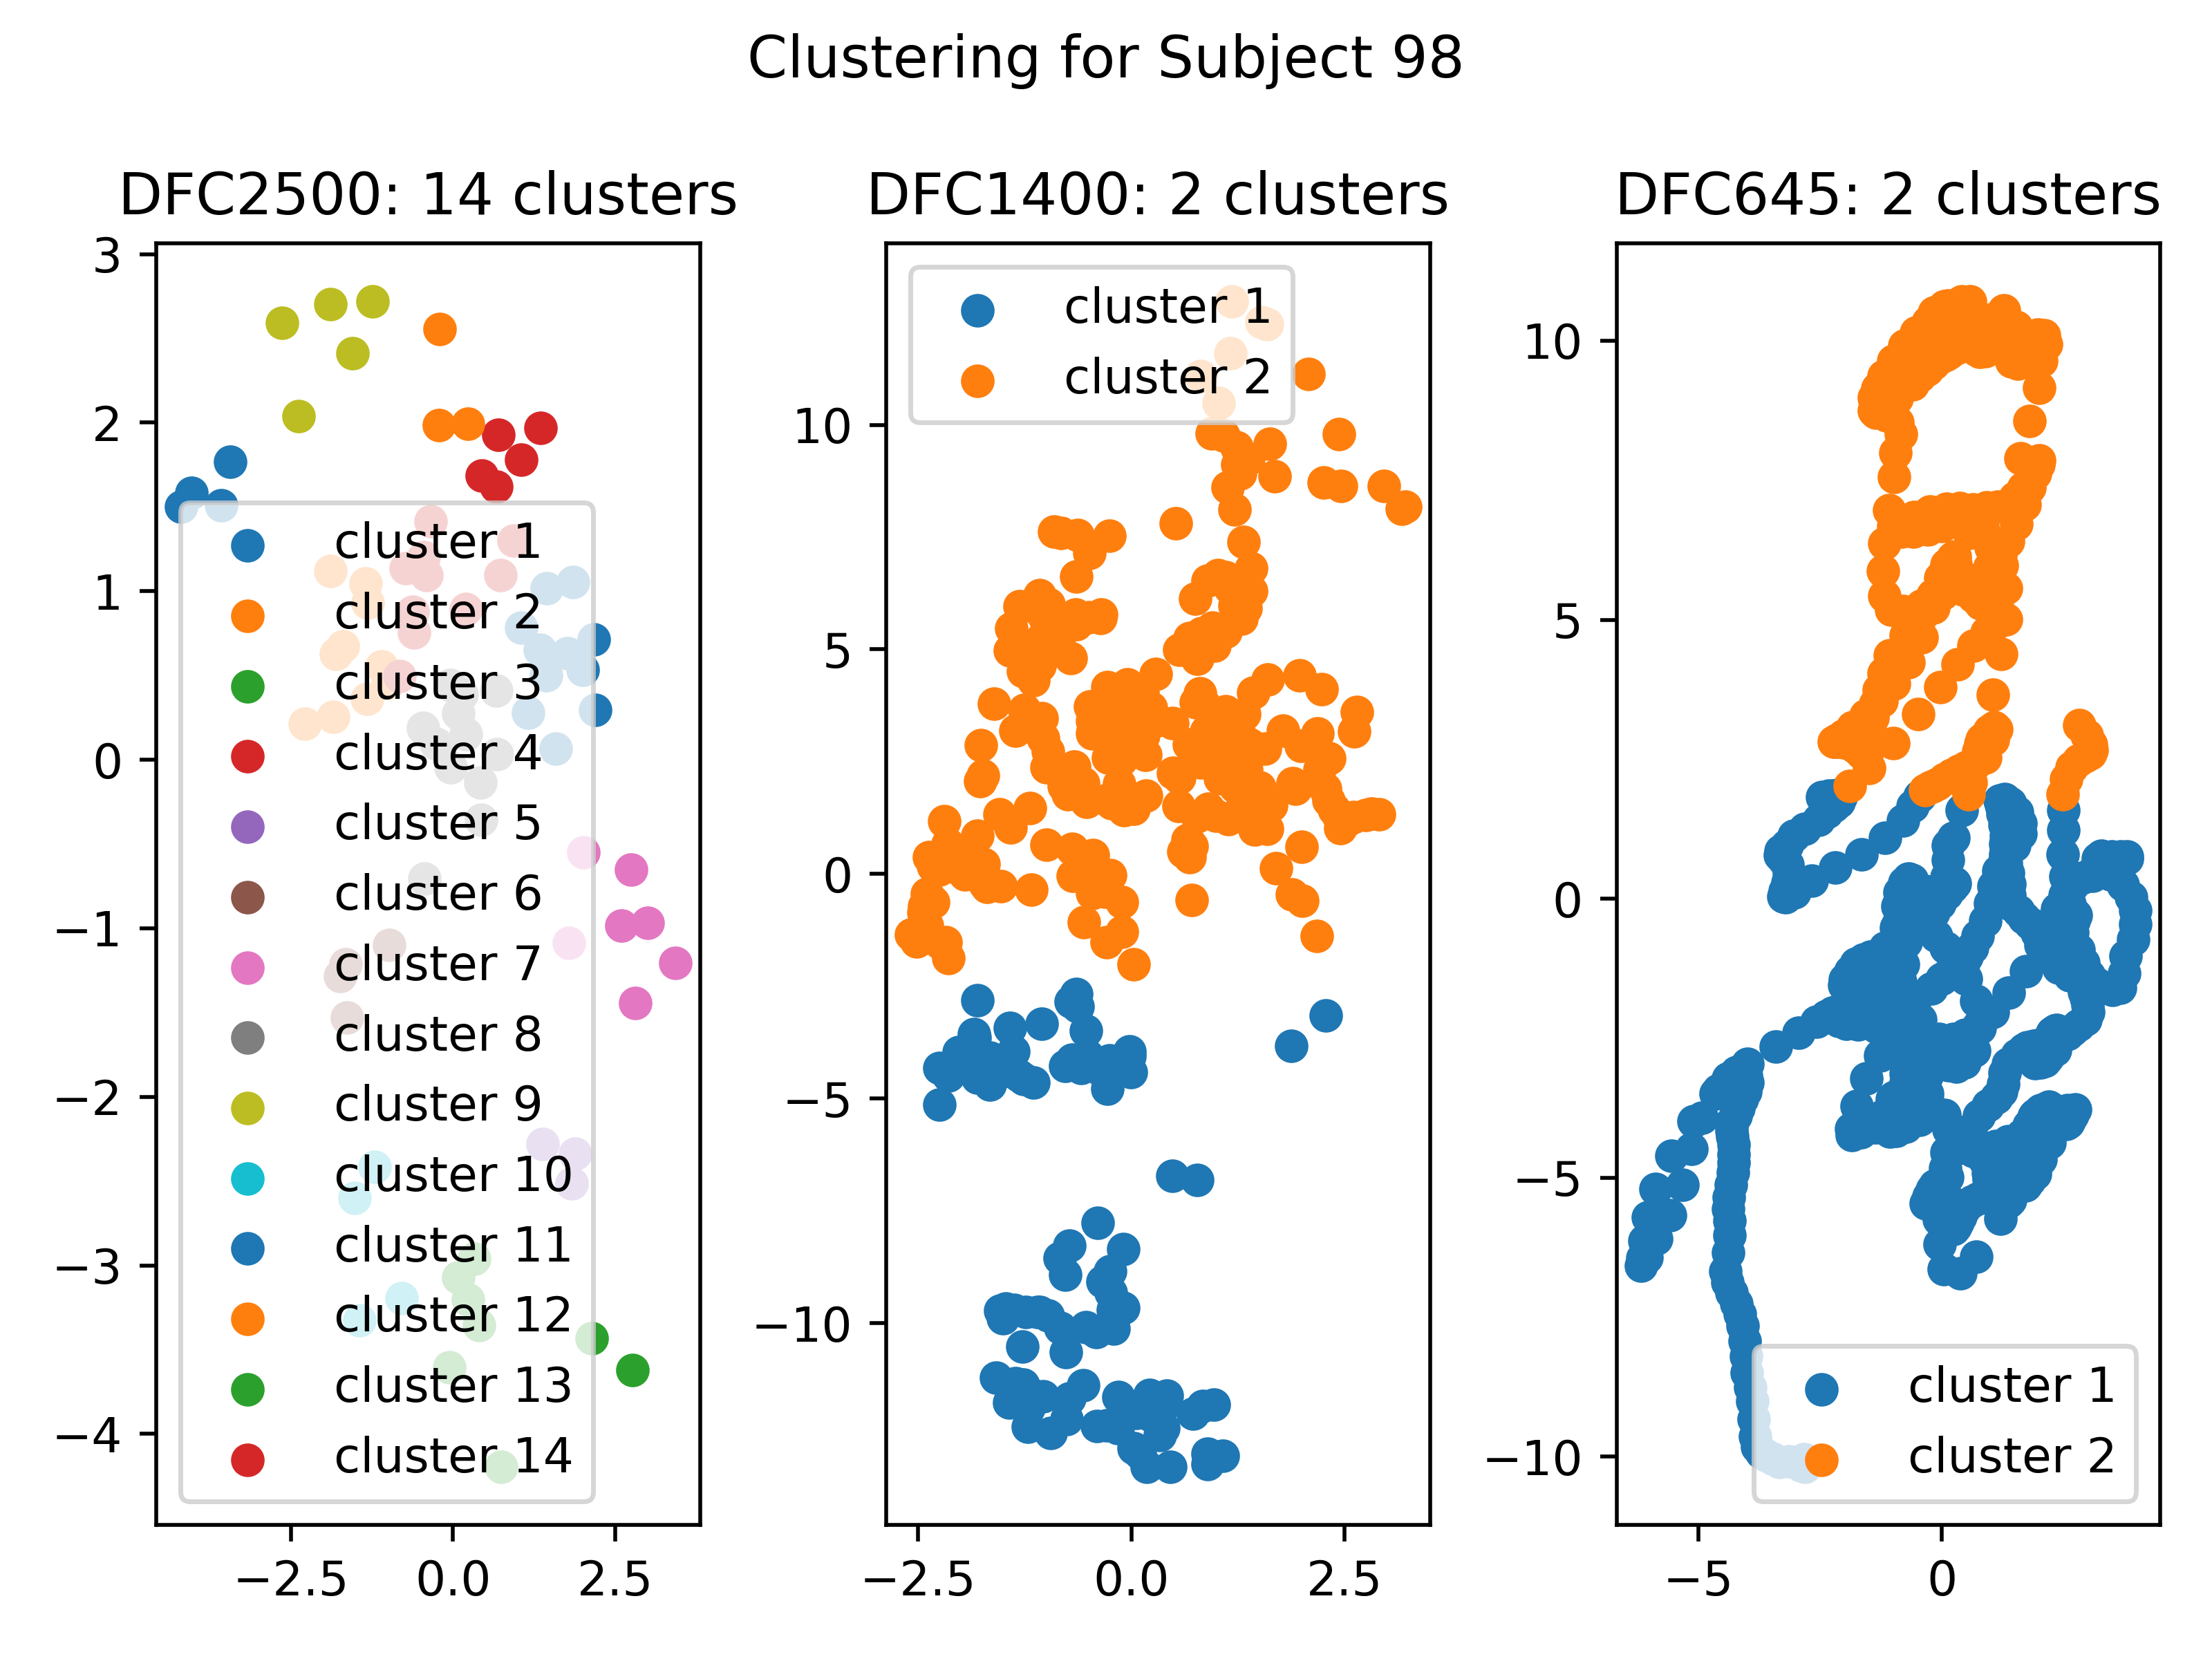 Clustering for Subject 98
DFC2500: 14 clusters
3
2
1
0
−1
−2
−3
−4
−2.5
0.0
2.5
cluster 1
cluster 2
cluster 3
cluster 4
cluster 5
cluster 6
cluster 7
cluster 8
cluster 9
cluster 10
cluster 11
cluster 12
cluster 13
cluster 14
DFC1400: 2 clusters
10
5
0
−5
−10
−2.5
0.0
2.5
cluster 1
cluster 2
DFC645: 2 clusters
10
5
0
−5
−10
−5
0
cluster 1
cluster 2